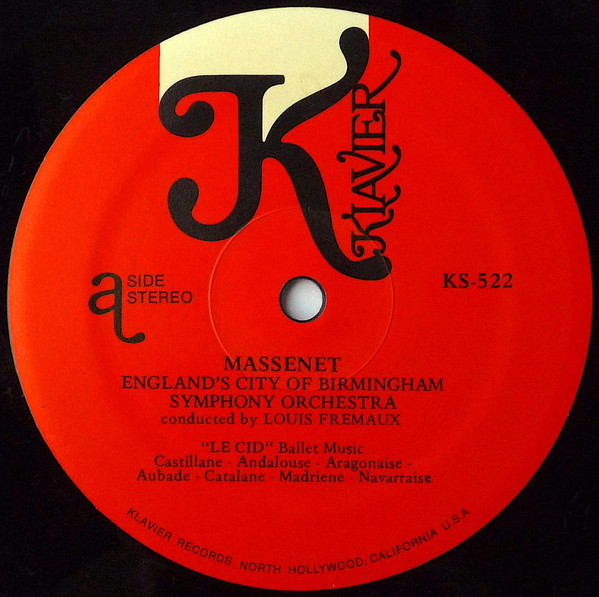 K
KLAVIER
a SIDE
STEREO
KS-522
MASSENET
ENGLAND'S CITY OF BIRMINGHAM
SYMPHONY ORCHESTRA
conducted by LOUIS FREMAUX
"LE CID" Ballet Music
Castillane - Andalouse - Aragonaise -
Aubade - Catalane - Madriene - Navarraise
KLAVIER RECORDS, NORTH HOLLYWOOD, CALIFORNIA U.S.A.